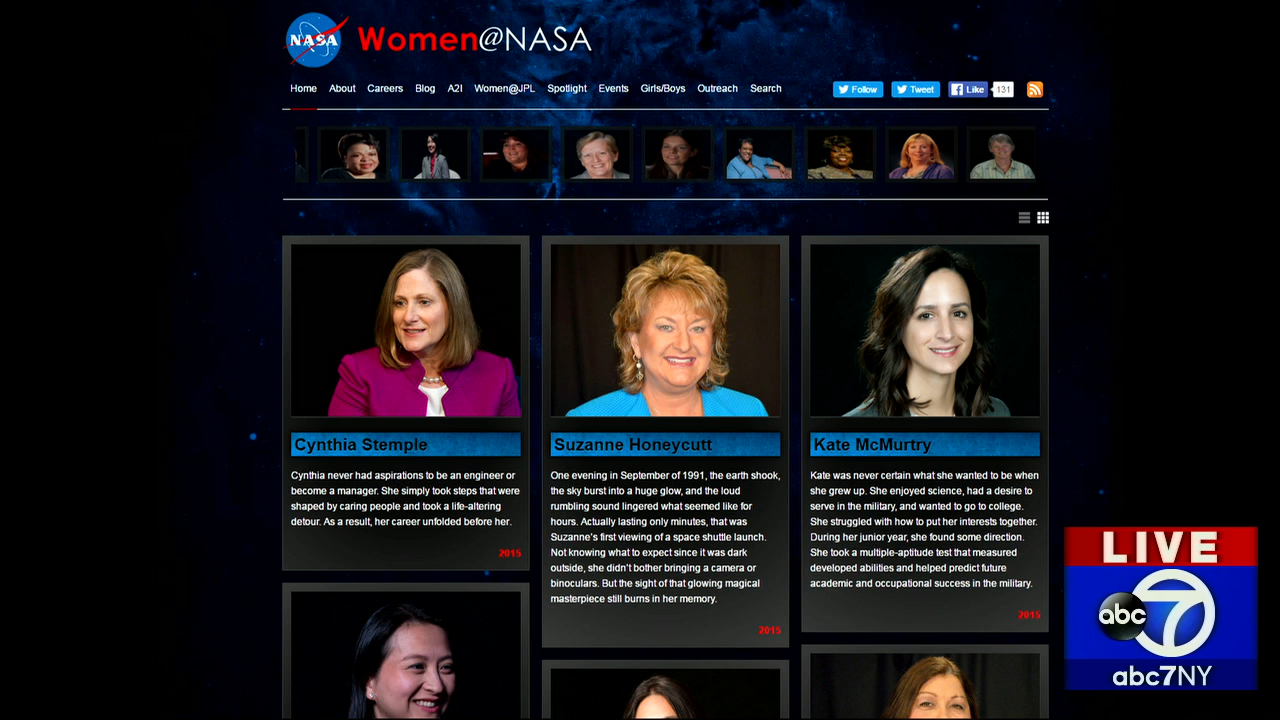 NASA
Women@NASA
Home About Careers Blog A2I Women@JPL Spotlight Events Girls/Boys Outreach Search
Follow Tweet Like 131
Cynthia Stemple
Cynthia never had aspirations to be an engineer or
become a manager. She simply took steps that were
shaped by caring people and took a life-altering
detour. As a result, her career unfolded before her.
2015
Suzanne Honeycutt
One evening in September of 1991, the earth shook,
the sky burst into a huge glow, and the loud
rumbling sound lingered what seemed like for
hours. Actually lasting only minutes, that was
Suzanne's first viewing of a space shuttle launch.
Not knowing what to expect since it was dark
outside, she didn't bother bringing a camera or
binoculars. But the sight of that glowing magical
masterpiece still burns in her memory.
2015
Kate McMurtry
Kate was never certain what she wanted to be when
she grew up. She enjoyed science, had a desire to
serve in the military, and wanted to go to college.
She struggled with how to put her interests together.
During her junior year, she found some direction.
She took a multiple-aptitude test that measured
developed abilities and helped predict future
academic and occupational success in the military.
2015
LIVE
abc 7
abc7NY